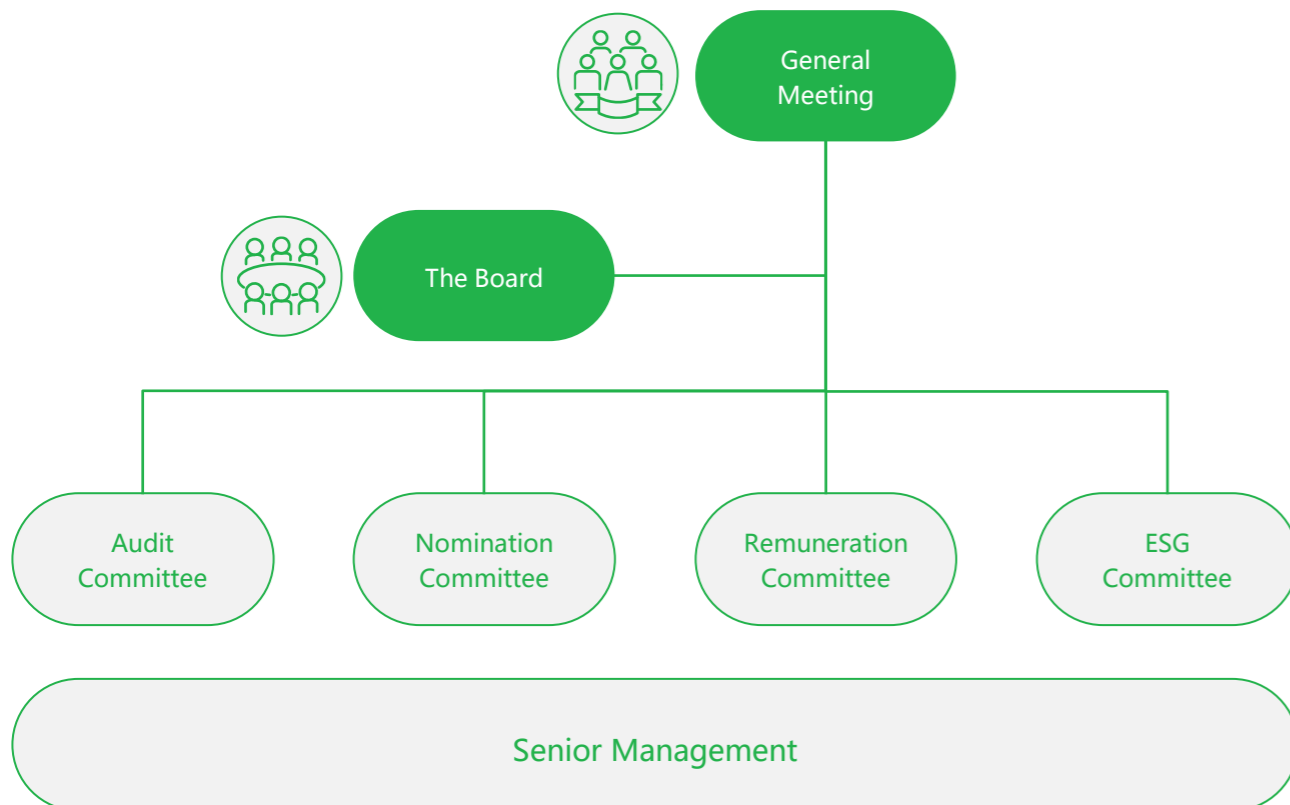 General
Meeting
The Board
Audit
Committee
Nomination
Committee
Remuneration
Committee
ESG
Committee
Senior Management